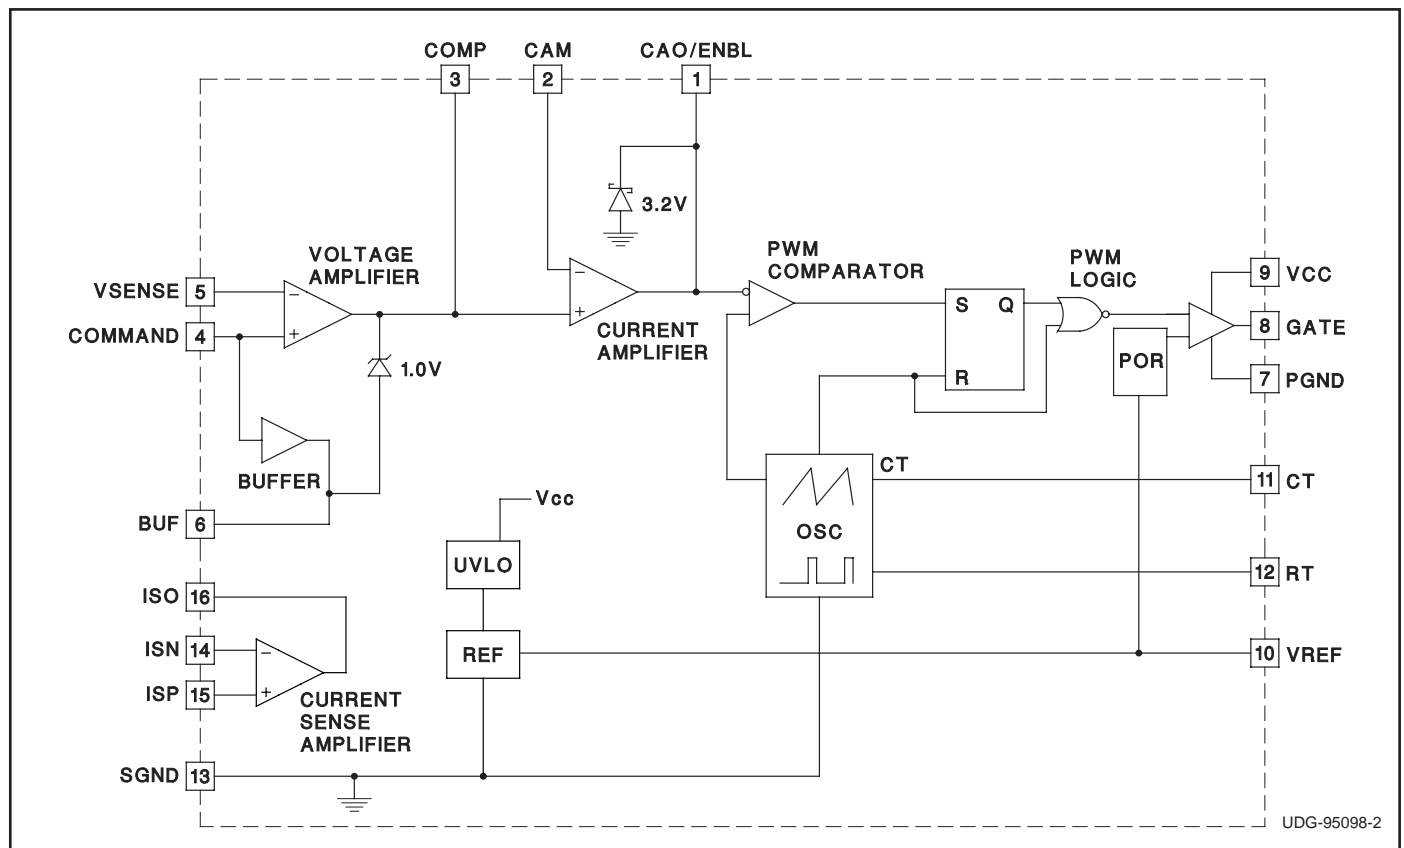 COMP CAM CAO/ENBL
3 2 1
3.2V
VOLTAGE
AMPLIFIER
VSENSE 5 −
COMMAND 4 +
1.0V
BUFFER
BUF 6
−
+
CURRENT
AMPLIFIER
PWM
COMPARATOR
S Q
R
PWM
LOGIC
POR
9 VCC
8 GATE
7 PGND
CT
OSC
11 CT
12 RT
10 VREF
Vcc
UVLO
REF
ISO 16
ISN 14 −
ISP 15 +
CURRENT
SENSE
AMPLIFIER
SGND 13
UDG-95098-2